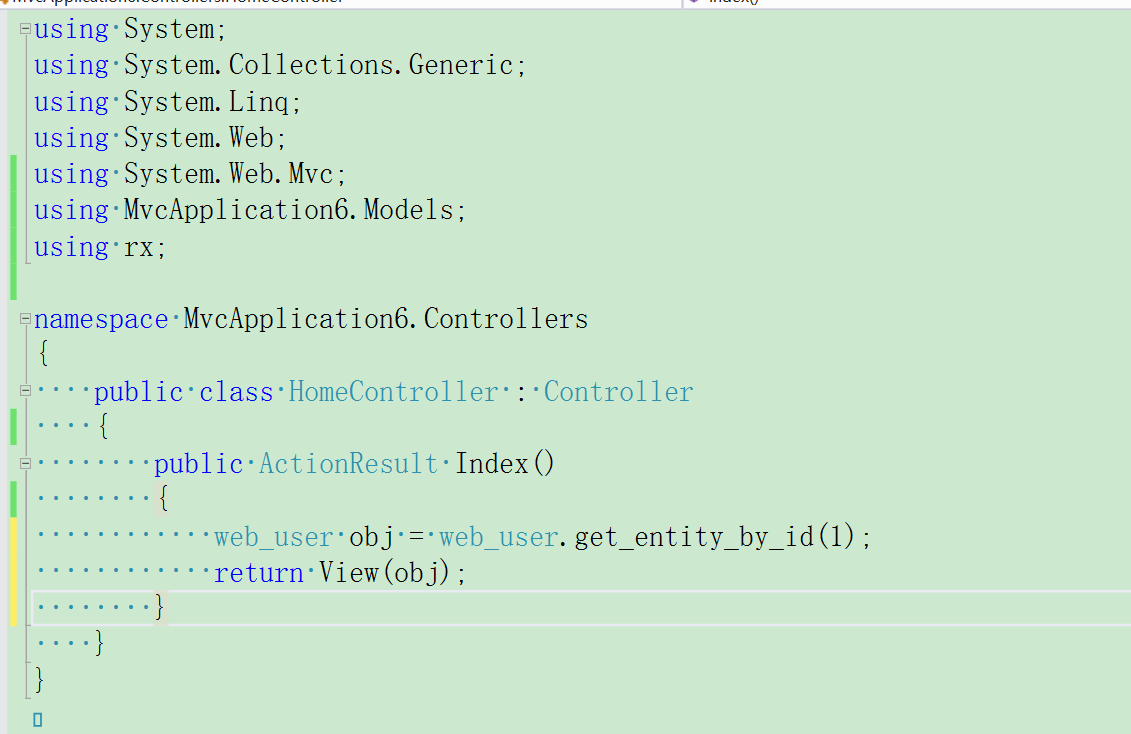 using System;
using System.Collections.Generic;
using System.Linq;
using System.Web;
using System.Web.Mvc;
using MvcApplication6.Models;
using rx;
namespace MvcApplication6.Controllers
{
    public class HomeController : Controller
    {
        public ActionResult Index()
        {
            web_user obj = web_user.get_entity_by_id(1);
            return View(obj);
        }
    }
}